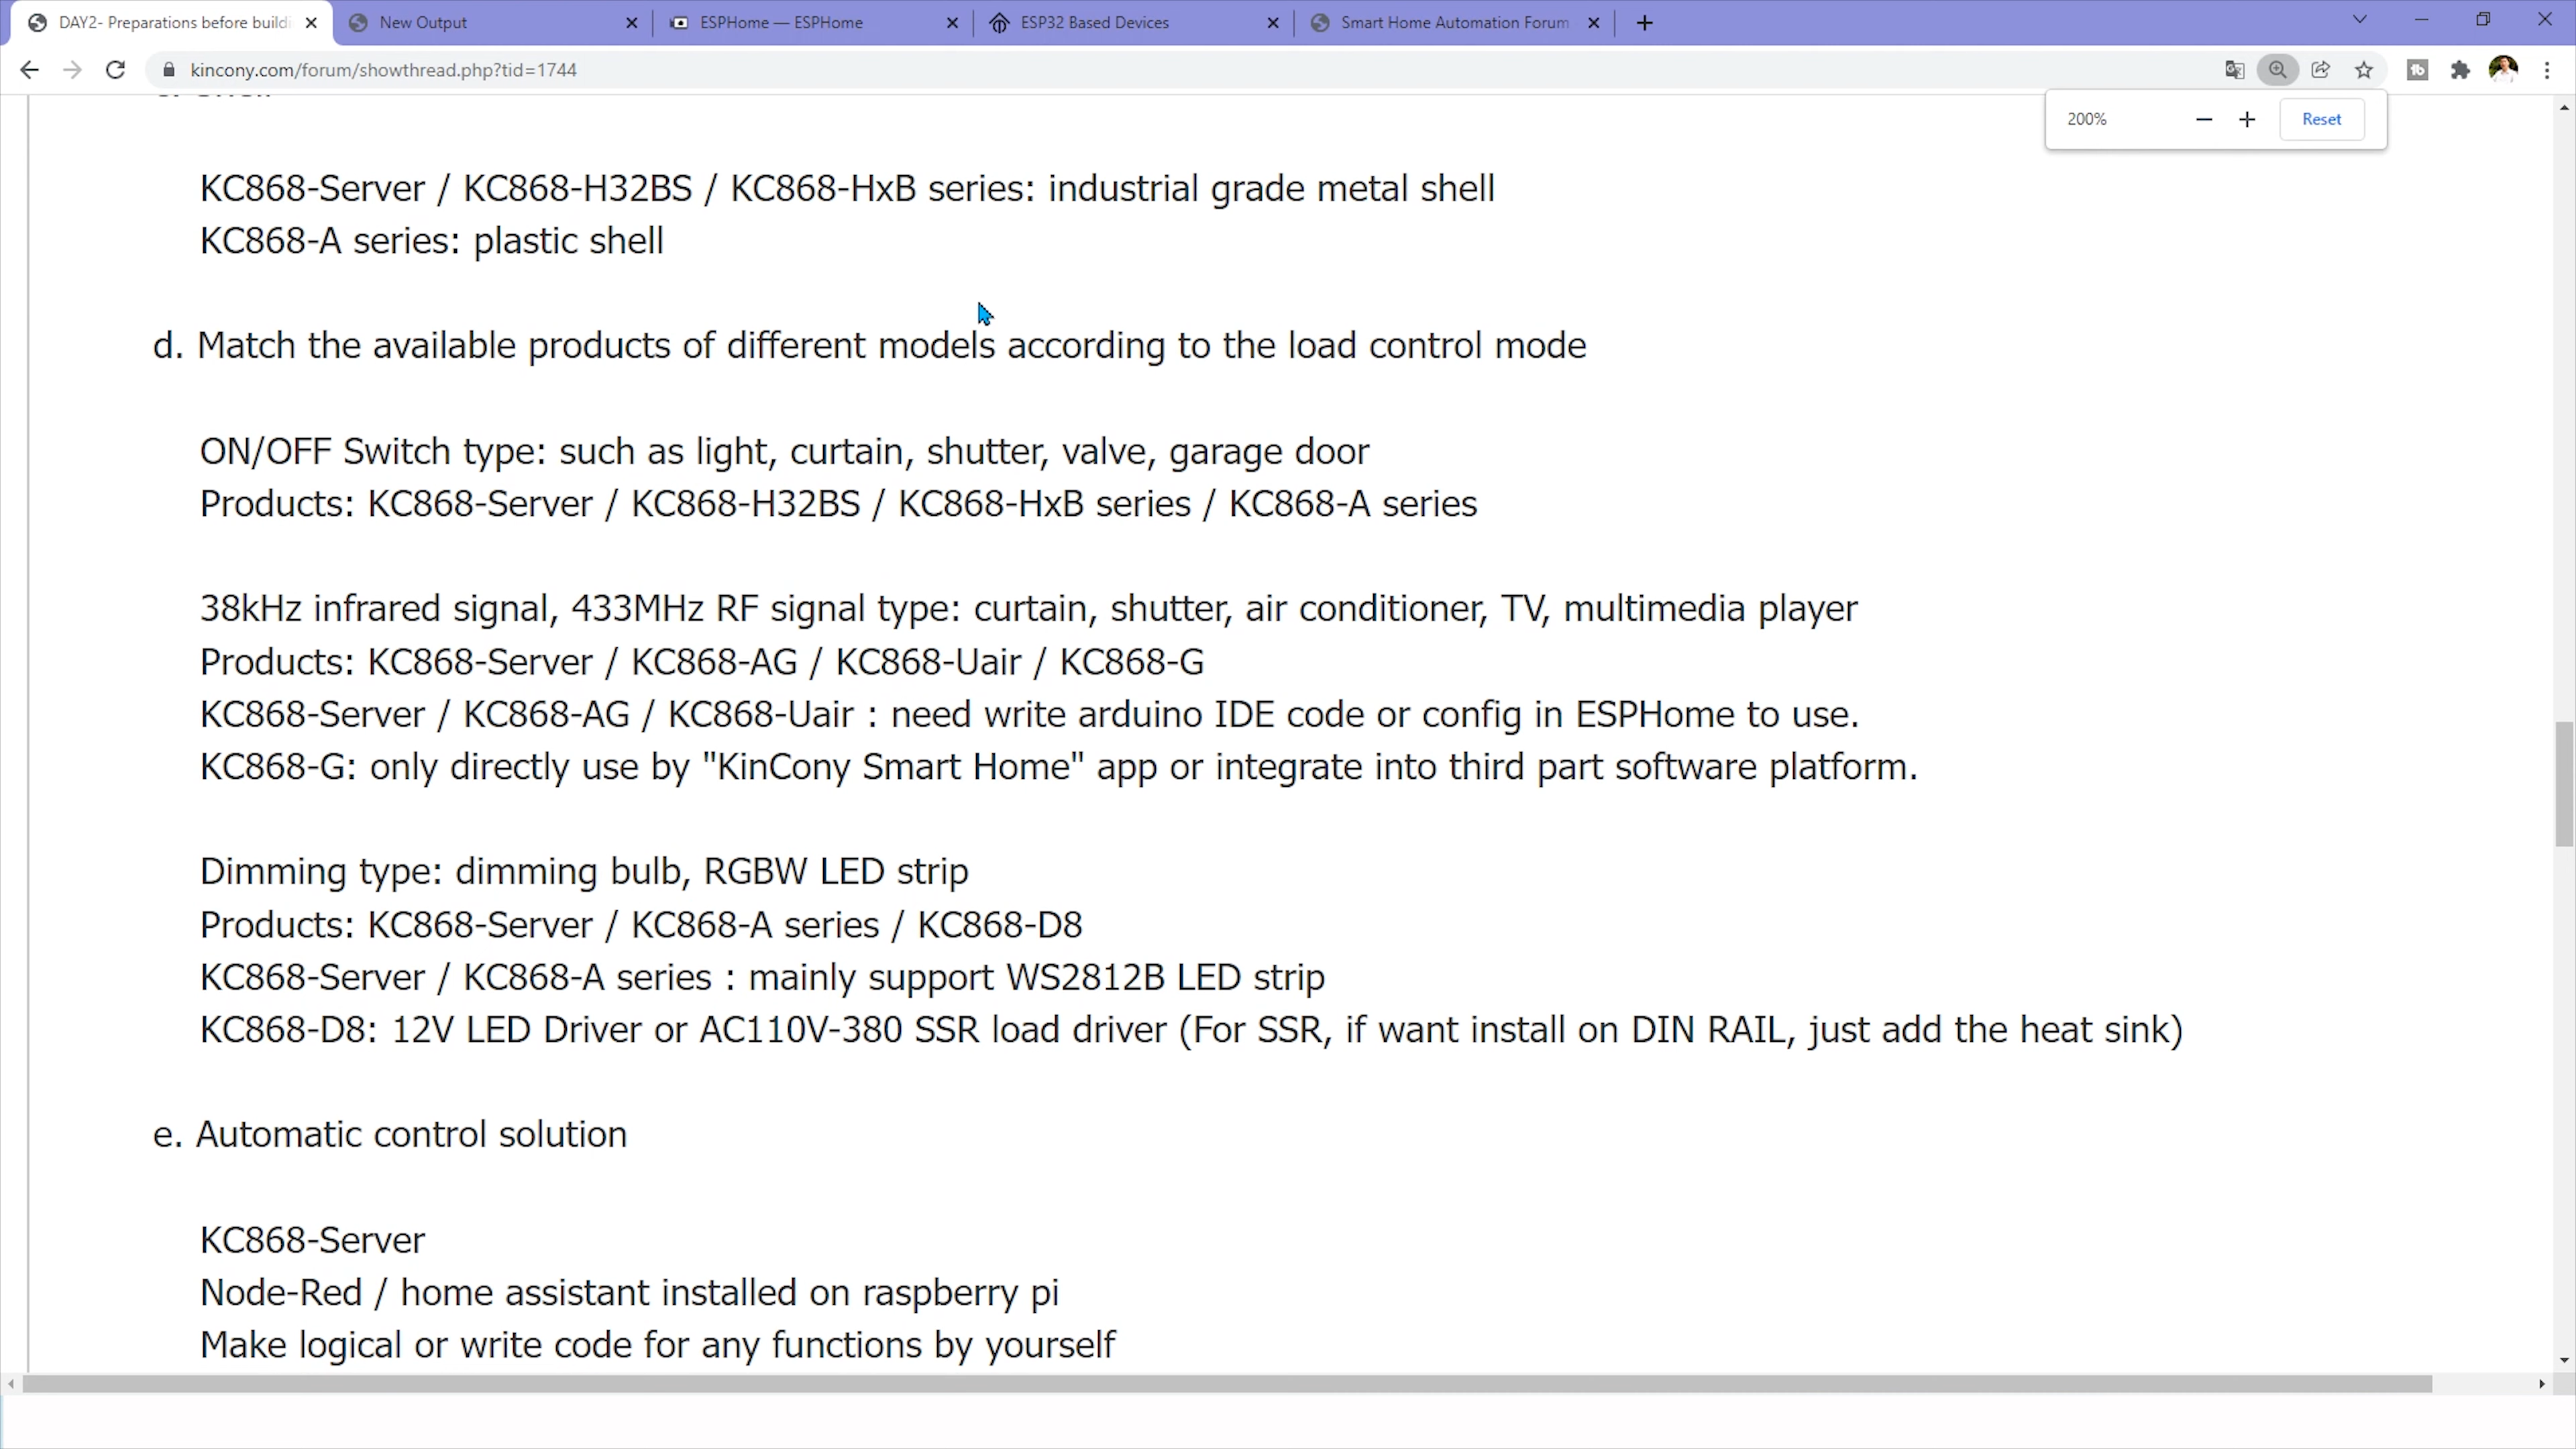 DAY2- Preparations before buildi
New Output
ESPHome — ESPHome
ESP32 Based Devices
Smart Home Automation Forum
kincony.com/forum/showthread.php?tid=1744
200%
Reset
KC868-Server / KC868-H32BS / KC868-HxB series: industrial grade metal shell
KC868-A series: plastic shell
d. Match the available products of different models according to the load control mode
ON/OFF Switch type: such as light, curtain, shutter, valve, garage door
Products: KC868-Server / KC868-H32BS / KC868-HxB series / KC868-A series
38kHz infrared signal, 433MHz RF signal type: curtain, shutter, air conditioner, TV, multimedia player
Products: KC868-Server / KC868-AG / KC868-Uair / KC868-G
KC868-Server / KC868-AG / KC868-Uair : need write arduino IDE code or config in ESPHome to use.
KC868-G: only directly use by "KinCony Smart Home" app or integrate into third part software platform.
Dimming type: dimming bulb, RGBW LED strip
Products: KC868-Server / KC868-A series / KC868-D8
KC868-Server / KC868-A series : mainly support WS2812B LED strip
KC868-D8: 12V LED Driver or AC110V-380 SSR load driver (For SSR, if want install on DIN RAIL, just add the heat sink)
e. Automatic control solution
KC868-Server
Node-Red / home assistant installed on raspberry pi
Make logical or write code for any functions by yourself